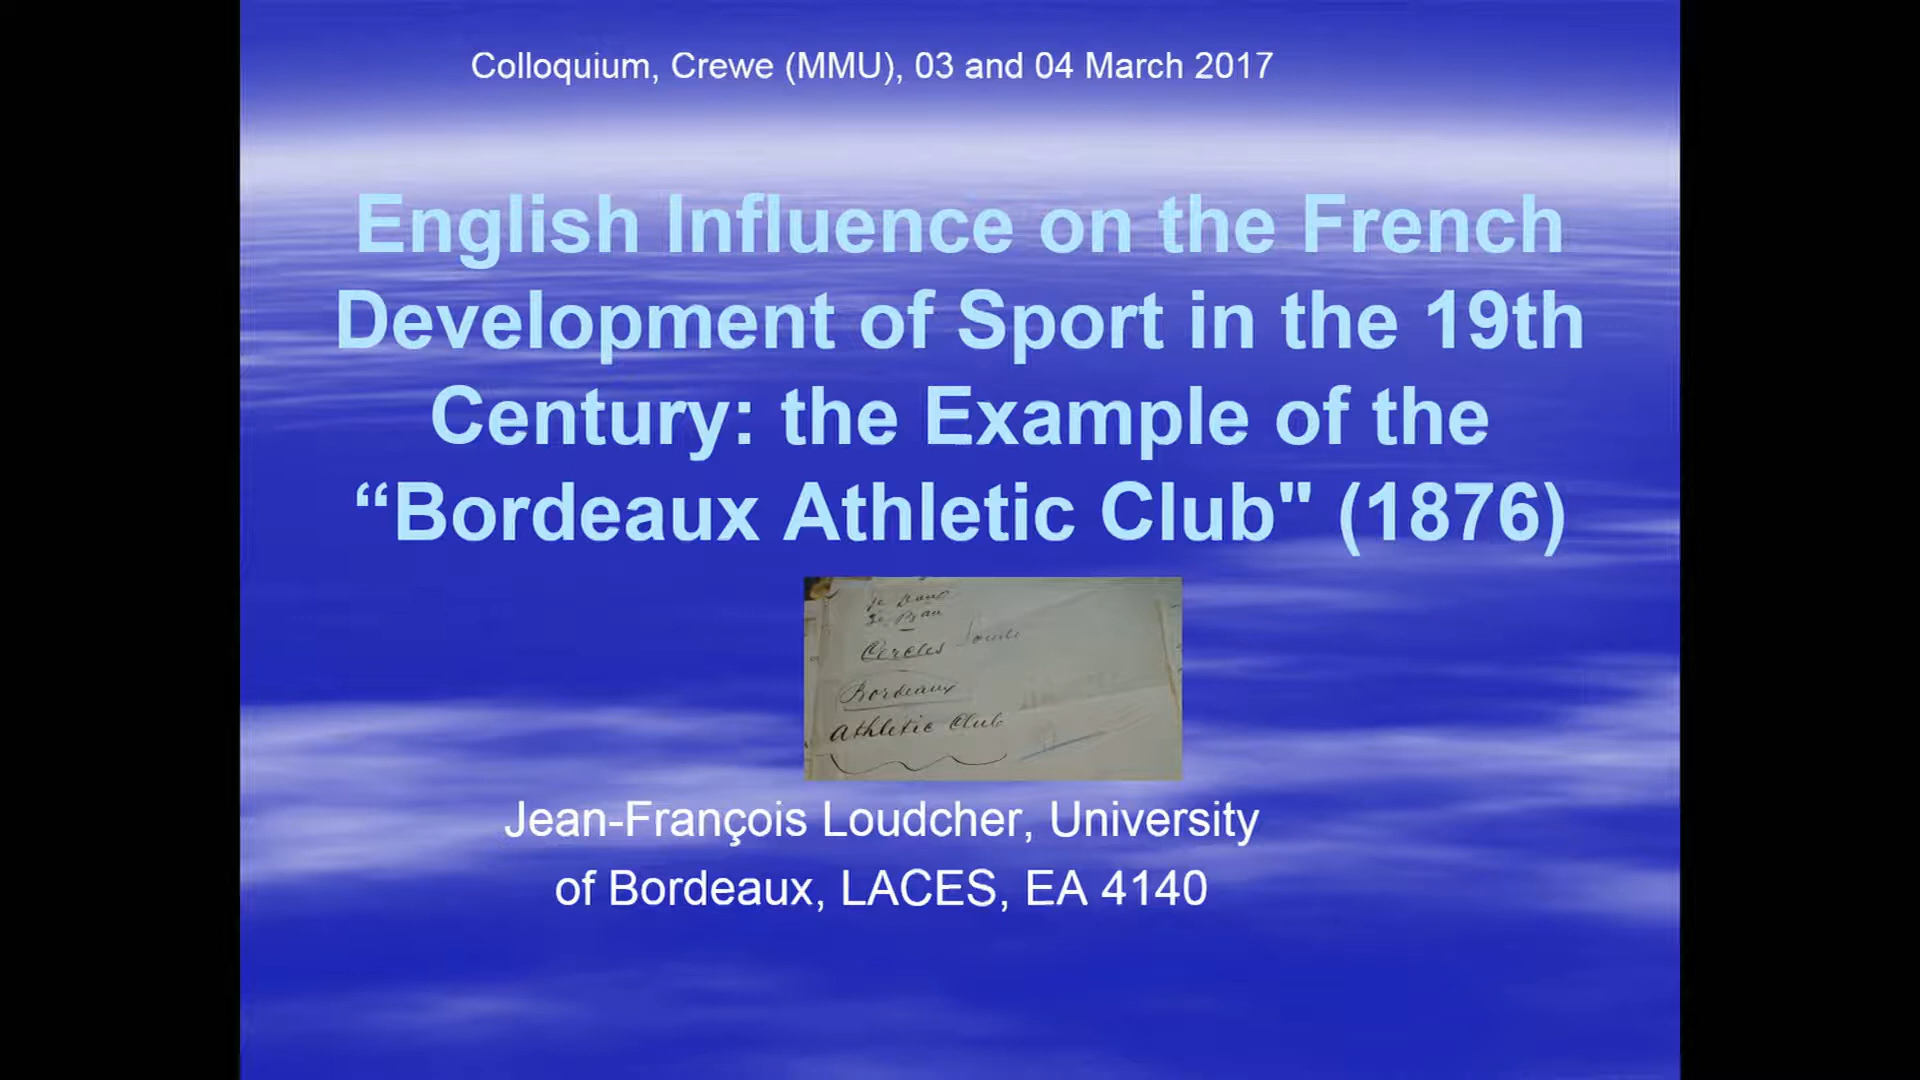 Colloquium, Crewe (MMU), 03 and 04 March 2017
English Influence on the French
Development of Sport in the 19th
Century: the Example of the
“Bordeaux Athletic Club" (1876)
Cercles
Bordeaux
Athletic Club
Jean-François Loudcher, University
of Bordeaux, LACES, EA 4140